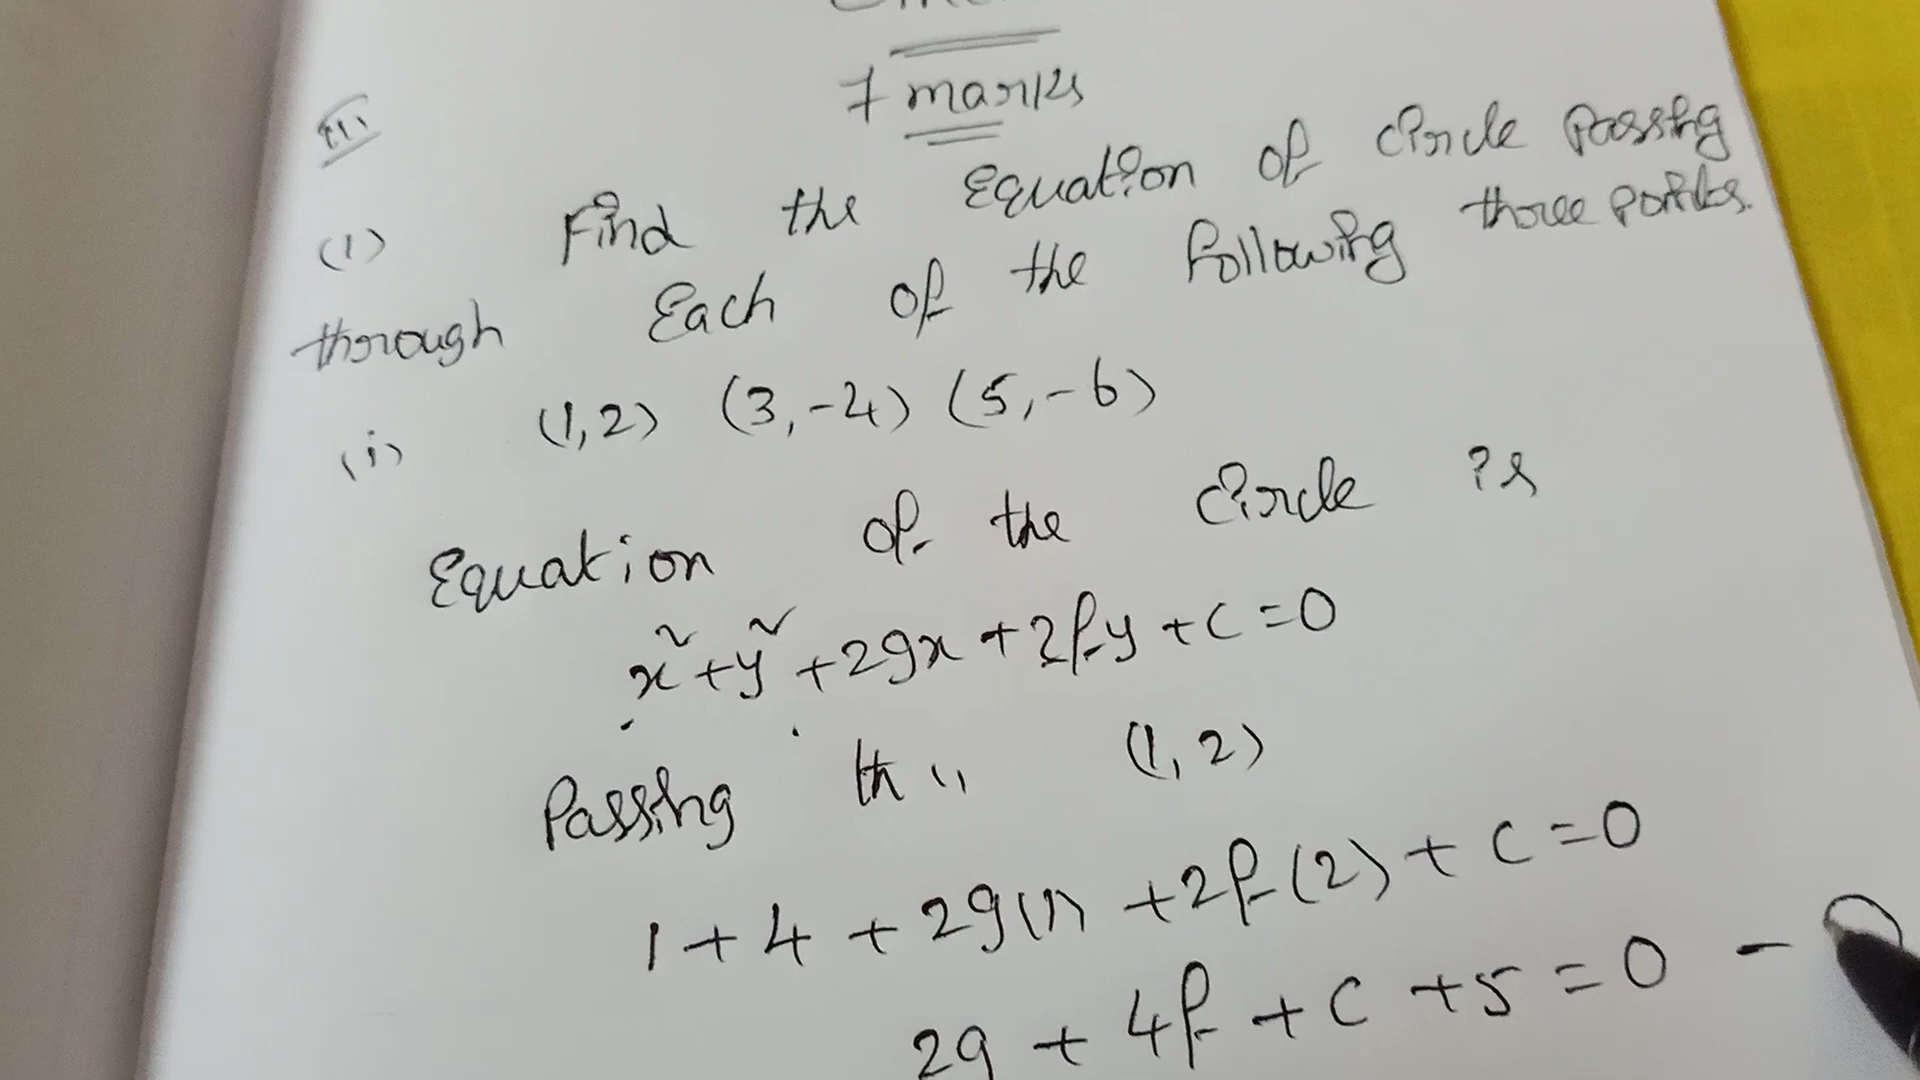 7 marks
III.
(1) Find the Equation of circle passing
through Each of the following three points.
(i) (1,2) (3,-4) (5,-6)
Equation of the circle is
x²+y²+2gx+2fy+c=0
Passing th (1,2)
1+4+2g(1)+2f(2)+c=0
2g+4f+c+5=0 -